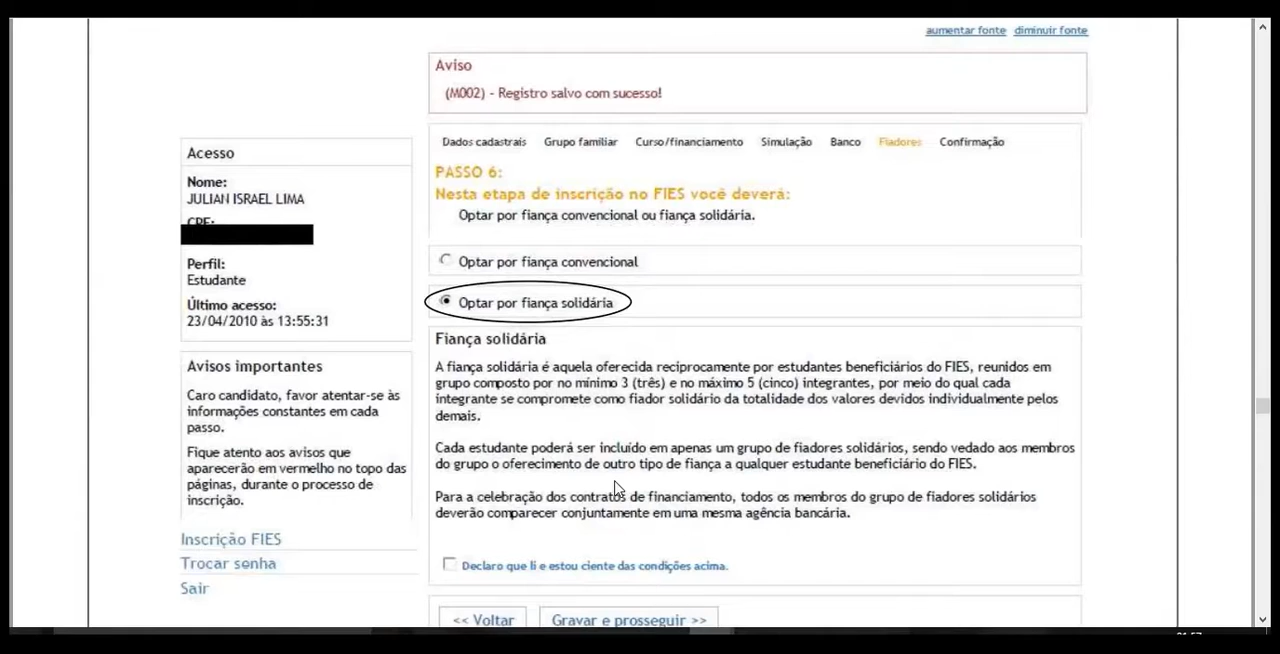 aumentar fonte diminuir fonte
Aviso
(M002) - Registro salvo com sucesso!
Dados cadastrais Grupo familiar Curso/financiamento Simulação Banco Fiadores Confirmação
PASSO 6:
Nesta etapa de inscrição no FIES você deverá:
Optar por fiança convencional ou fiança solidária.
Acesso
Nome:
JULIAN ISRAEL LIMA
CPF:
Perfil:
Estudante
Último acesso:
23/04/2010 às 13:55:31
Avisos importantes
Caro candidato, favor atentar-se às
informações constantes em cada
passo.
Fique atento aos avisos que
aparecerão em vermelho no topo das
páginas, durante o processo de
inscrição.
Inscrição FIES
Trocar senha
Sair
Optar por fiança convencional
Optar por fiança solidária
Fiança solidária
A fiança solidária é aquela oferecida reciprocamente por estudantes beneficiários do FIES, reunidos em
grupo composto por no mínimo 3 (três) e no máximo 5 (cinco) integrantes, por meio do qual cada
integrante se compromete como fiador solidário da totalidade dos valores devidos individualmente pelos
demais.
Cada estudante poderá ser incluído em apenas um grupo de fiadores solidários, sendo vedado aos membros
do grupo o oferecimento de outro tipo de fiança a qualquer estudante beneficiário do FIES.
Para a celebração dos contratos de financiamento, todos os membros do grupo de fiadores solidários
deverão comparecer conjuntamente em uma mesma agência bancária.
Declaro que li e estou ciente das condições acima.
<< Voltar Gravar e prosseguir >>